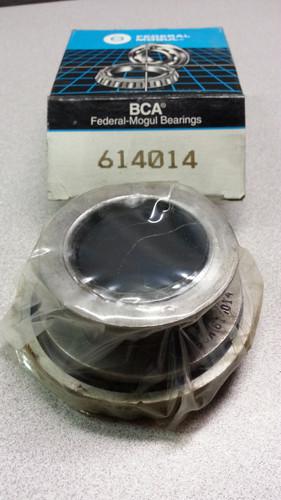 FEDERAL
MOGUL
BCA®
Federal-Mogul Bearings
614014